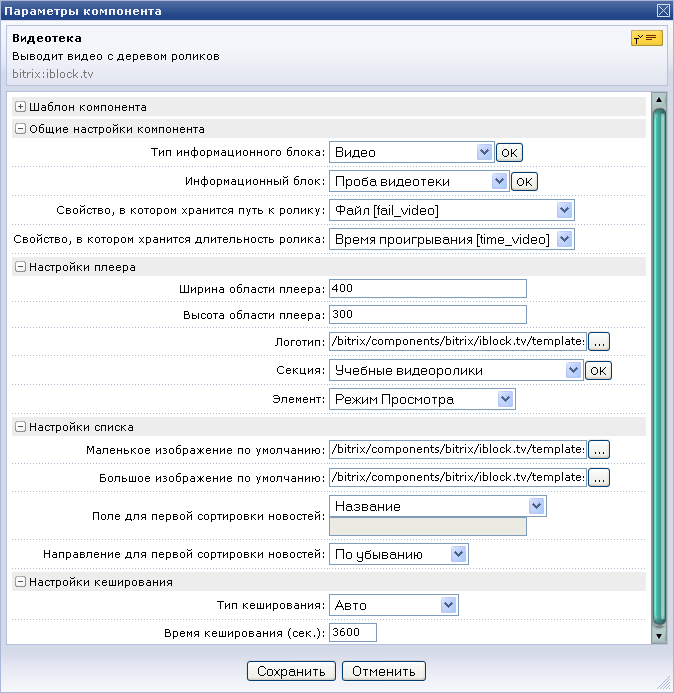 Параметры компонента
Видеотека
Выводит видео с деревом роликов
bitrix:iblock.tv
Шаблон компонента
Общие настройки компонента
Тип информационного блока: Видео OK
Информационный блок: Проба видеотеки OK
Свойство, в котором хранится путь к ролику: Файл [fail_video]
Свойство, в котором хранится длительность ролика: Время проигрывания [time_video]
Настройки плеера
Ширина области плеера: 400
Высота области плеера: 300
Логотип: /bitrix/components/bitrix/iblock.tv/template: ...
Секция: Учебные видеоролики OK
Элемент: Режим Просмотра
Настройки списка
Маленькое изображение по умолчанию: /bitrix/components/bitrix/iblock.tv/template: ...
Большое изображение по умолчанию: /bitrix/components/bitrix/iblock.tv/template: ...
Поле для первой сортировки новостей: Название
Направление для первой сортировки новостей: По убыванию
Настройки кеширования
Тип кеширования: Авто
Время кеширования (сек.): 3600
Сохранить Отменить